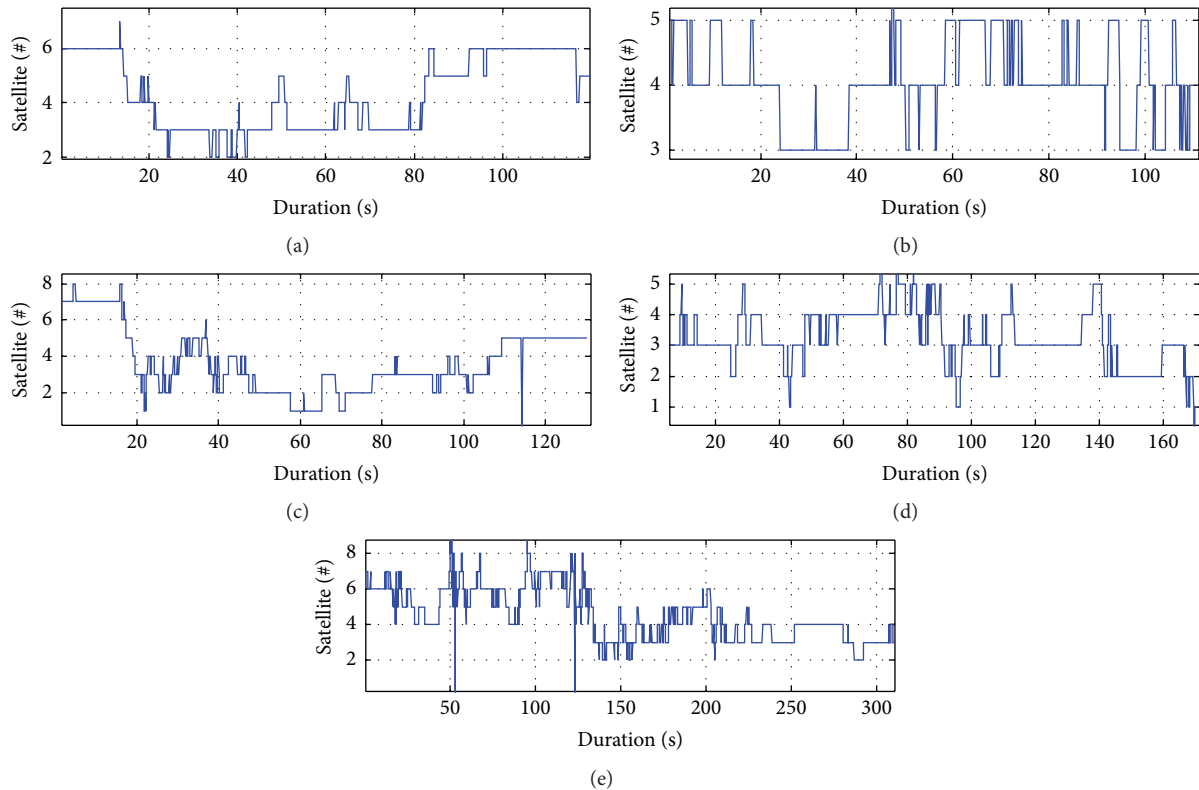 Satellite (#)
6
4
2
20 40 60 80 100
Duration (s)
(a)
Satellite (#)
5
4
3
20 40 60 80 100
Duration (s)
(b)
Satellite (#)
8
6
4
2
20 40 60 80 100 120
Duration (s)
(c)
Satellite (#)
5
4
3
2
1
20 40 60 80 100 120 140 160
Duration (s)
(d)
Satellite (#)
8
6
4
2
50 100 150 200 250 300
Duration (s)
(e)